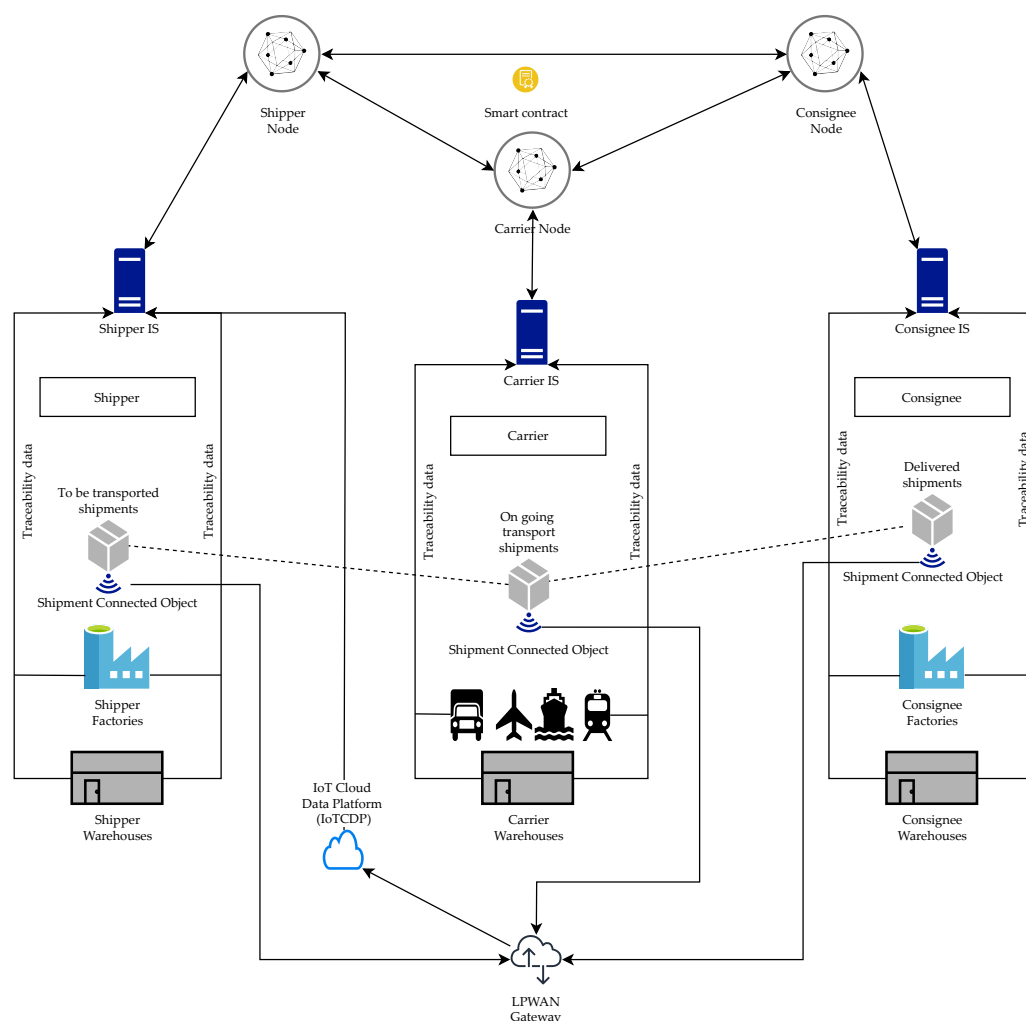 Shipper
Node
Smart contract
Consignee
Node
Carrier Node
Shipper IS
Carrier IS
Consignee IS
Shipper
Carrier
Consignee
Traceability data
Traceability data
Traceability data
Traceability data
Traceability data
Traceability data
To be transported
shipments
On going
transport
shipments
Delivered
shipments
Shipment Connected Object
Shipment Connected Object
Shipment Connected Object
Shipper
Factories
Consignee
Factories
Shipper
Warehouses
IoT Cloud
Data Platform
(IoTCDP)
Carrier
Warehouses
Consignee
Warehouses
LPWAN
Gateway